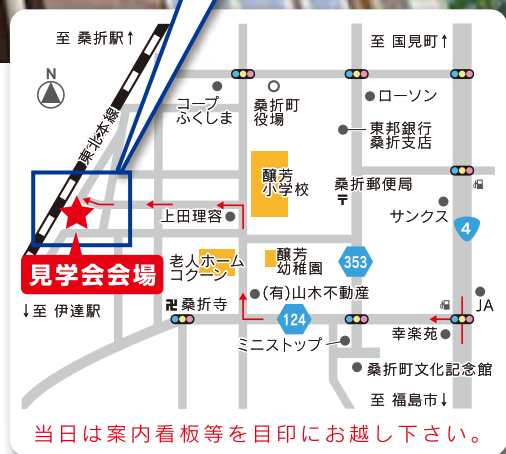 至 桑折駅↑
至 国見町↑
N
東北本線
コープ
ふくしま
桑折町
役場
ローソン
東邦銀行
桑折支店
醸芳
小学校
桑折郵便局
〒
サンクス
4
上田理容
見学会会場
老人ホーム
コクーン
醸芳
幼稚園
353
↓至 伊達駅
卍 桑折寺
(有)山木不動産
124
JA
幸楽苑
ミニストップ
桑折町文化記念館
至 福島市↓
当日は案内看板等を目印にお越し下さい。